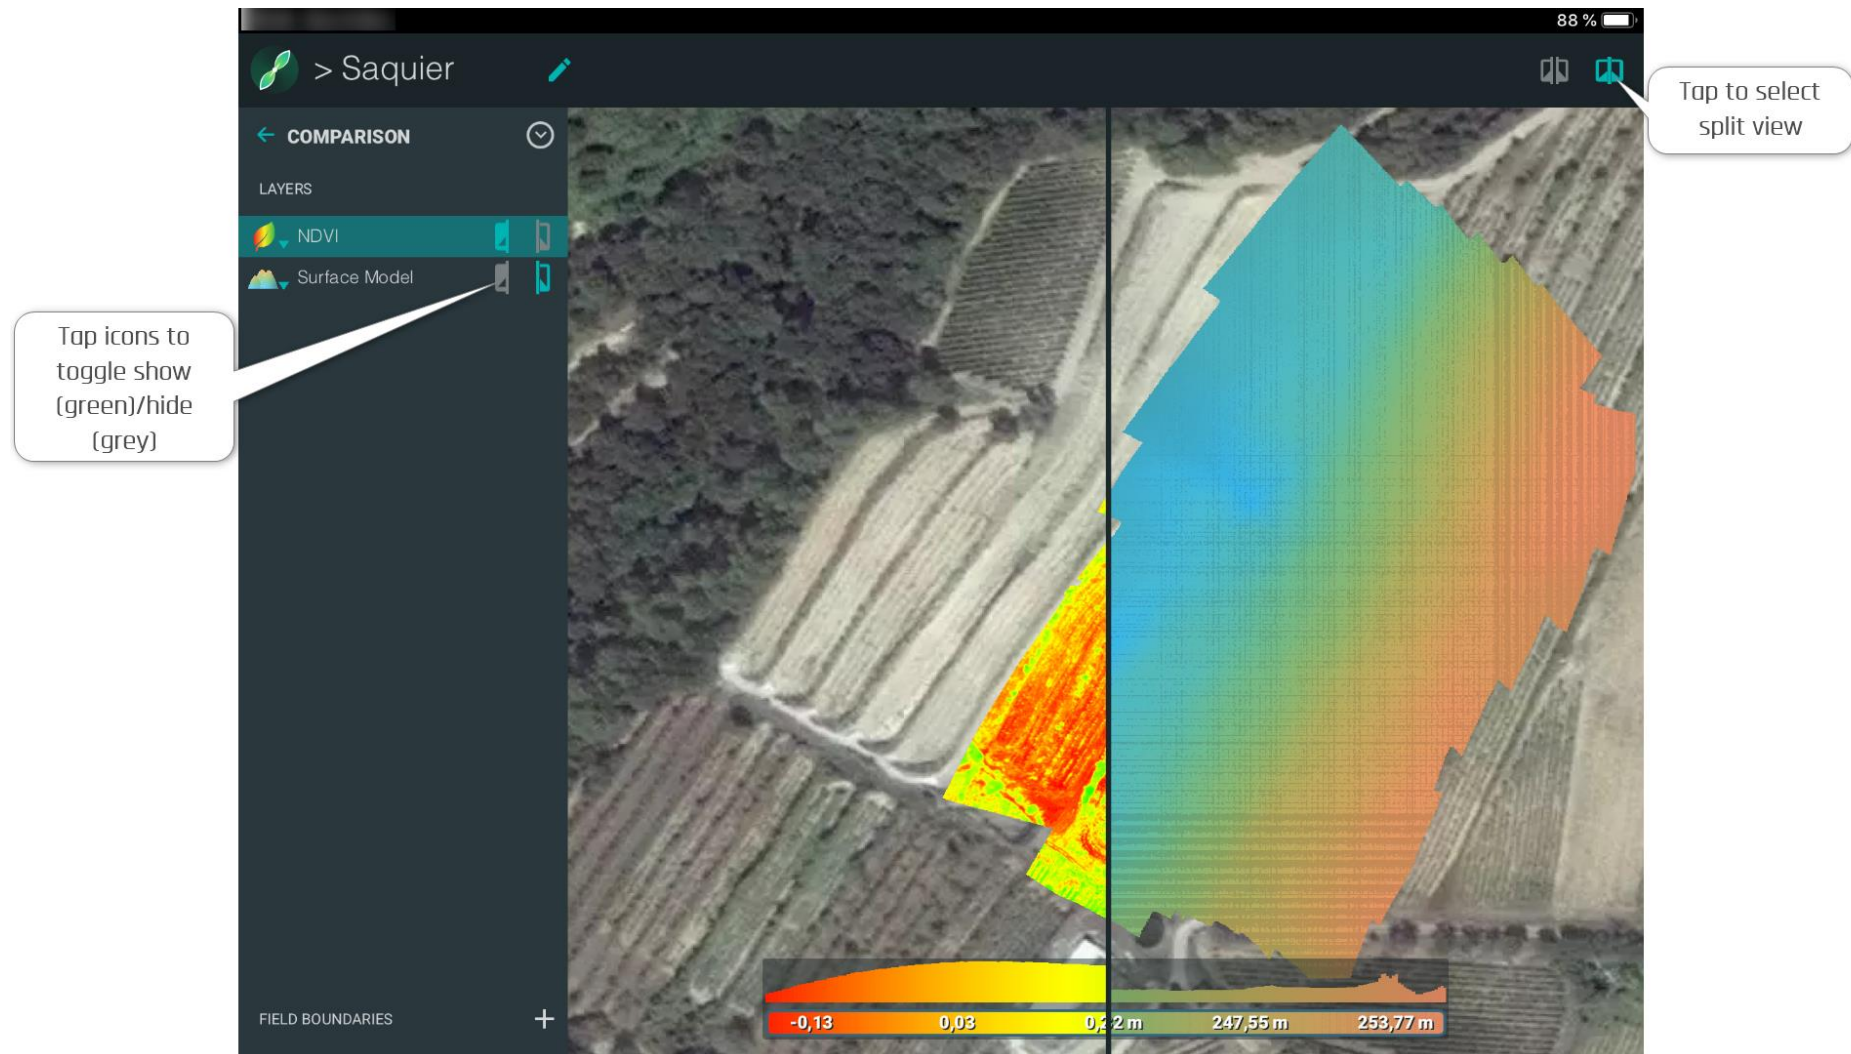 88 %
> Saquier
Tap to select
split view
COMPARISON
LAYERS
NDVI
Surface Model
Tap icons to
toggle show
(green)/hide
(grey)
FIELD BOUNDARIES
-0,13 0,03 2 m 247,55 m 253,77 m